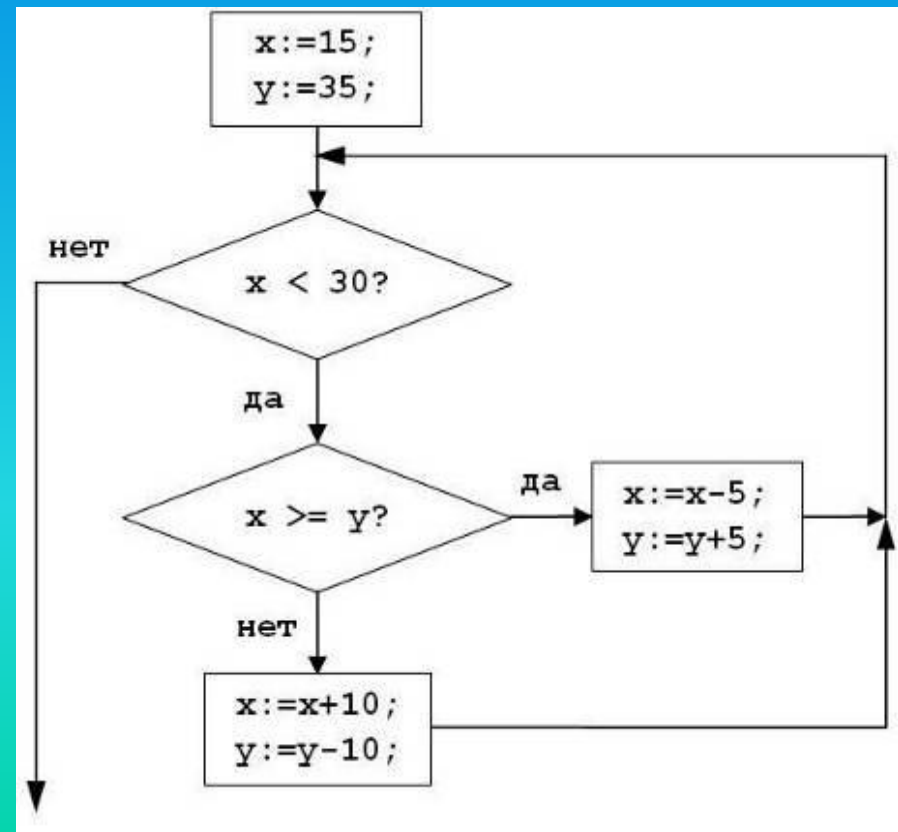 x:=15;
y:=35;
нет
x < 30?
да
x >= y?
да
x:=x-5;
y:=y+5;
нет
x:=x+10;
y:=y-10;